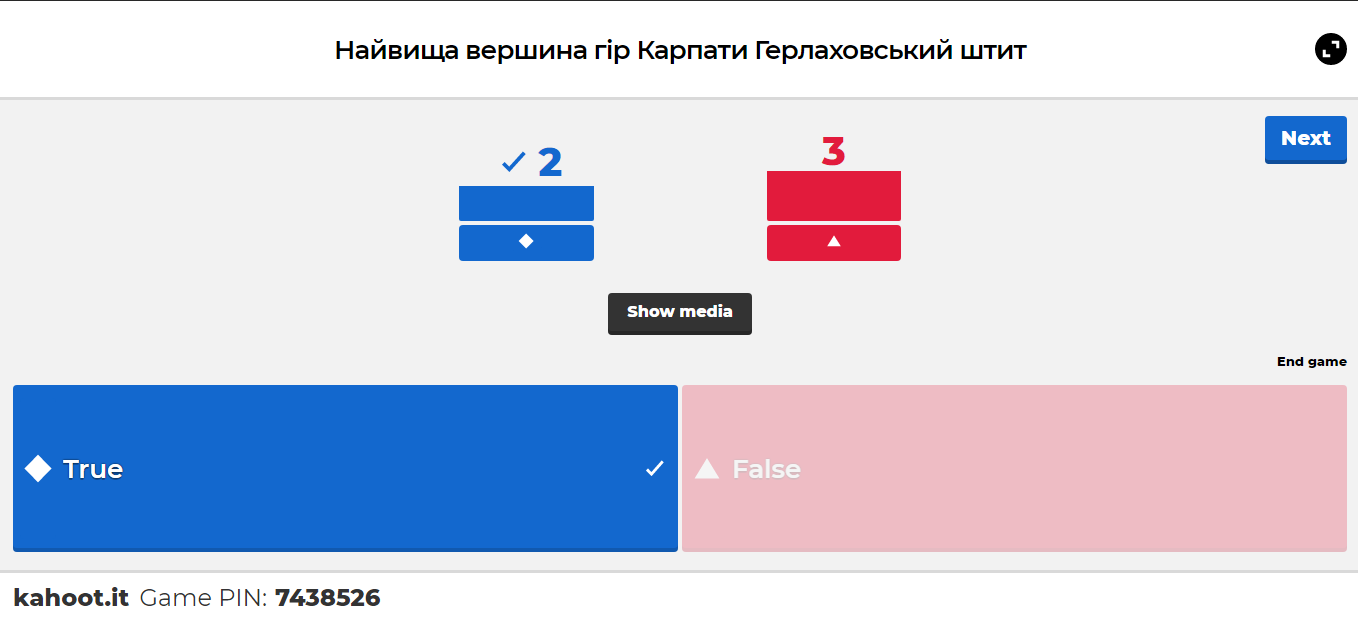 Найвища вершина гір Карпати Герлаховський штит
Next
2
3
Show media
End game
True
False
kahoot.it Game PIN: 7438526